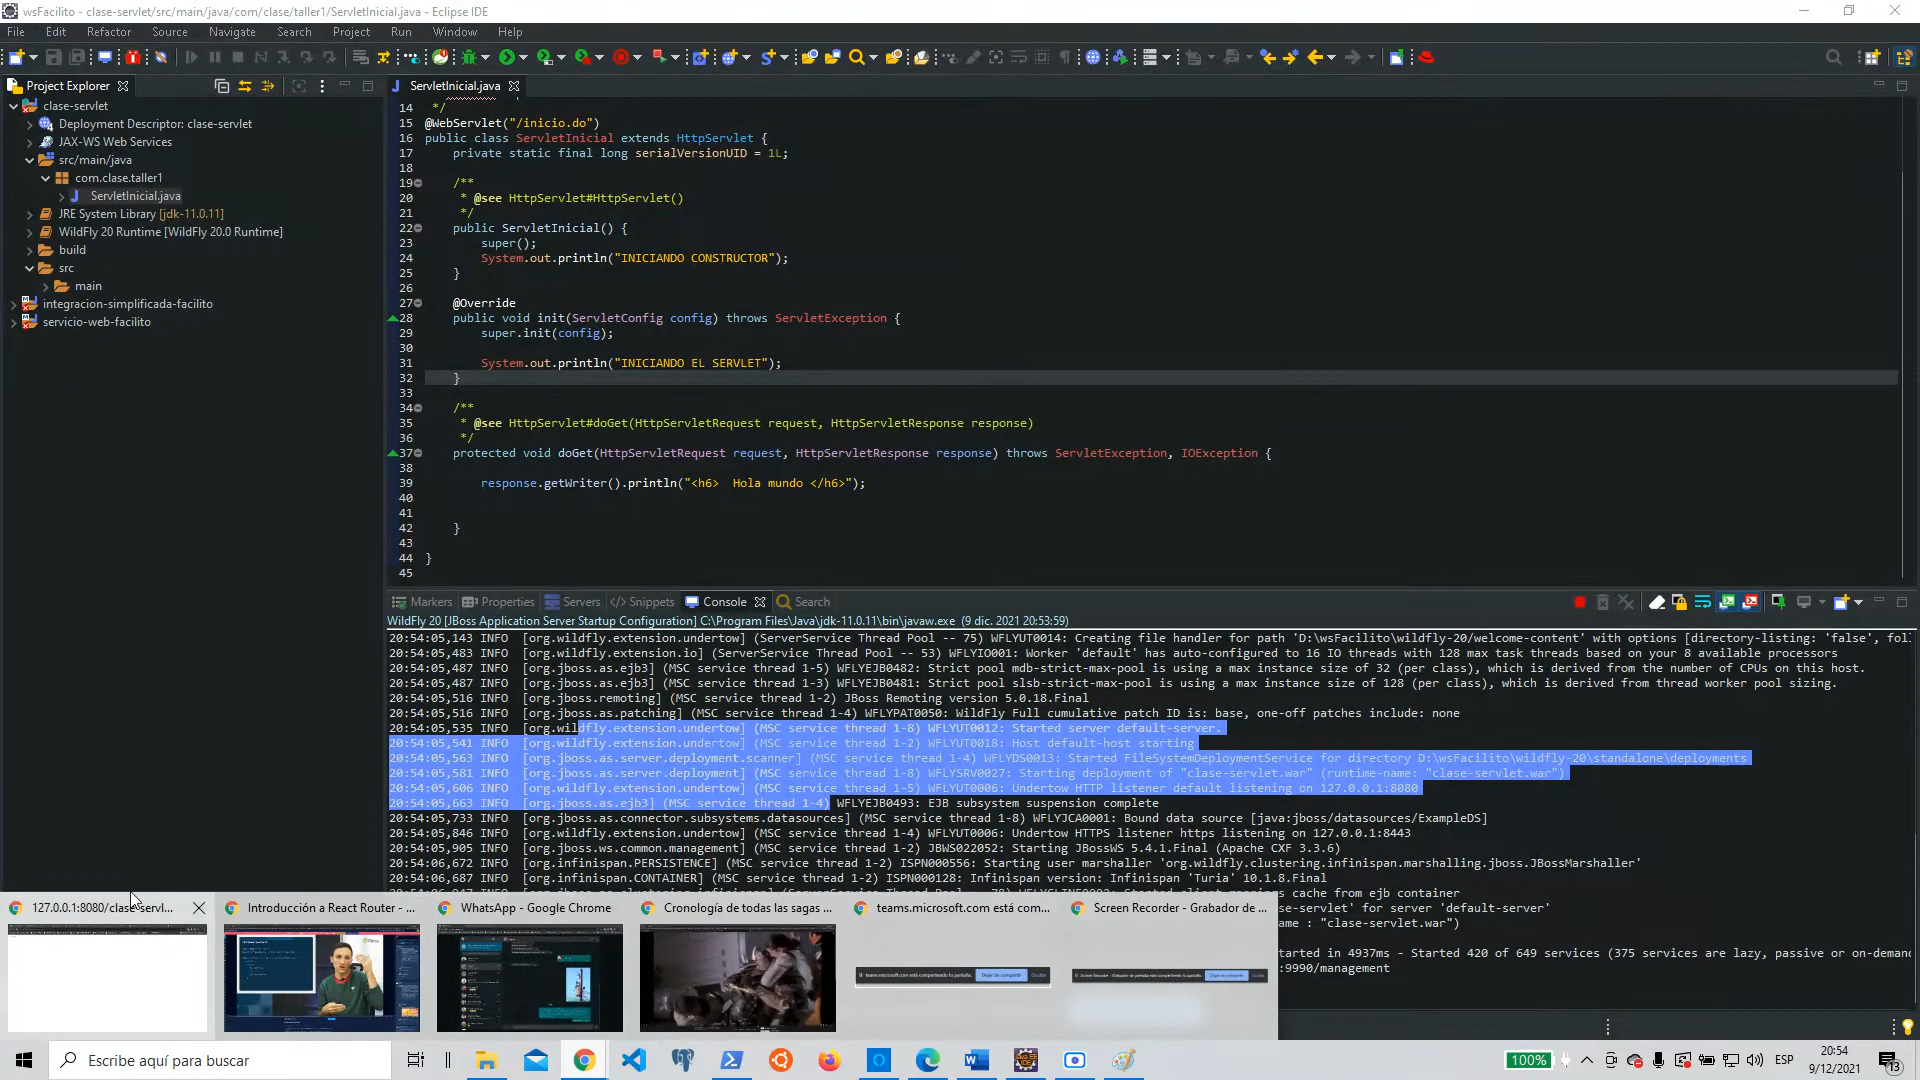 wsFacilito - clase-servlet/src/main/java/com/clase/taller1/ServletInicial.java - Eclipse IDE
File Edit Refactor Source Navigate Search Project Run Window Help
Project Explorer
ServletInicial.java
clase-servlet
Deployment Descriptor: clase-servlet
JAX-WS Web Services
src/main/java
com.clase.taller1
ServletInicial.java
JRE System Library [jdk-11.0.11]
WildFly 20 Runtime [WildFly 20.0 Runtime]
build
src
main
integracion-simplificada-facilito
servicio-web-facilito
14 */
15 @WebServlet("/inicio.do")
16 public class ServletInicial extends HttpServlet {
17 private static final long serialVersionUID = 1L;
18
19 /**
20 * @see HttpServlet#HttpServlet()
21 */
22 public ServletInicial() {
23 super();
24 System.out.println("INICIANDO CONSTRUCTOR");
25 }
26
27 @Override
28 public void init(ServletConfig config) throws ServletException {
29 super.init(config);
30
31 System.out.println("INICIANDO EL SERVLET");
32 }
33
34 /**
35 * @see HttpServlet#doGet(HttpServletRequest request, HttpServletResponse response)
36 */
37 protected void doGet(HttpServletRequest request, HttpServletResponse response) throws ServletException, IOException {
38
39 response.getWriter().println("<h6>  Hola mundo </h6>");
40
41
42 }
43
44 }
45
Markers Properties Servers Snippets Console Search
WildFly 20 [JBoss Application Server Startup Configuration] C:\Program Files\Java\jdk-11.0.11\bin\javaw.exe (9 dic. 2021 20:53:59)
20:54:05,143 INFO [org.wildfly.extension.undertow] (ServerService Thread Pool -- 75) WFLYUT0014: Creating file handler for path 'D:\wsFacilito\wildfly-20/welcome-content' with options [directory-listing: 'false', fol
20:54:05,483 INFO [org.wildfly.extension.io] (ServerService Thread Pool -- 53) WFLYIO001: Worker 'default' has auto-configured to 16 IO threads with 128 max task threads based on your 8 available processors
20:54:05,487 INFO [org.jboss.as.ejb3] (MSC service thread 1-5) WFLYEJB0482: Strict pool mdb-strict-max-pool is using a max instance size of 32 (per class), which is derived from the number of CPUs on this host.
20:54:05,487 INFO [org.jboss.as.ejb3] (MSC service thread 1-3) WFLYEJB0481: Strict pool slsb-strict-max-pool is using a max instance size of 128 (per class), which is derived from thread worker pool sizing.
20:54:05,516 INFO [org.jboss.remoting] (MSC service thread 1-2) JBoss Remoting version 5.0.18.Final
20:54:05,516 INFO [org.jboss.as.patching] (MSC service thread 1-4) WFLYPAT0050: WildFly Full cumulative patch ID is: base, one-off patches include: none
20:54:05,535 INFO [org.wildfly.extension.undertow] (MSC service thread 1-8) WFLYUT0012: Started server default-server.
20:54:05,541 INFO [org.wildfly.extension.undertow] (MSC service thread 1-2) WFLYUT0018: Host default-host starting
20:54:05,563 INFO [org.jboss.as.server.deployment.scanner] (MSC service thread 1-4) WFLYDS0013: Started FileSystemDeploymentService for directory D:\wsFacilito\wildfly-20\standalone\deployments
20:54:05,581 INFO [org.jboss.as.server.deployment] (MSC service thread 1-8) WFLYSRV0027: Starting deployment of "clase-servlet.war" (runtime-name: "clase-servlet.war")
20:54:05,606 INFO [org.wildfly.extension.undertow] (MSC service thread 1-5) WFLYUT0006: Undertow HTTP listener default listening on 127.0.0.1:8080
20:54:05,663 INFO [org.jboss.as.ejb3] (MSC service thread 1-4) WFLYEJB0493: EJB subsystem suspension complete
20:54:05,733 INFO [org.jboss.as.connector.subsystems.datasources] (MSC service thread 1-8) WFLYJCA0001: Bound data source [java:jboss/datasources/ExampleDS]
20:54:05,846 INFO [org.wildfly.extension.undertow] (MSC service thread 1-4) WFLYUT0006: Undertow HTTPS listener https listening on 127.0.0.1:8443
20:54:05,905 INFO [org.jboss.ws.common.management] (MSC service thread 1-2) JBWS022052: Starting JBossWS 5.4.1.Final (Apache CXF 3.3.6)
20:54:06,672 INFO [org.infinispan.PERSISTENCE] (MSC service thread 1-2) ISPN000556: Starting user marshaller 'org.wildfly.clustering.infinispan.marshalling.jboss.JBossMarshaller'
20:54:06,687 INFO [org.infinispan.CONTAINER] (MSC service thread 1-2) ISPN000128: Infinispan version: Infinispan 'Turia' 10.1.8.Final
cache from ejb container
se-servlet' for server 'default-server'
name : "clase-servlet.war")
tarted in 4937ms - Started 420 of 649 services (375 services are lazy, passive or on-deman
:9990/management
127.0.0.1:8080/clase-servl...
Introducción a React Router - ...
WhatsApp - Google Chrome
Cronología de todas las sagas ...
teams.microsoft.com está com...
Screen Recorder - Grabador de ...
Escribe aquí para buscar
100%
ESP
20:54
9/12/2021
13